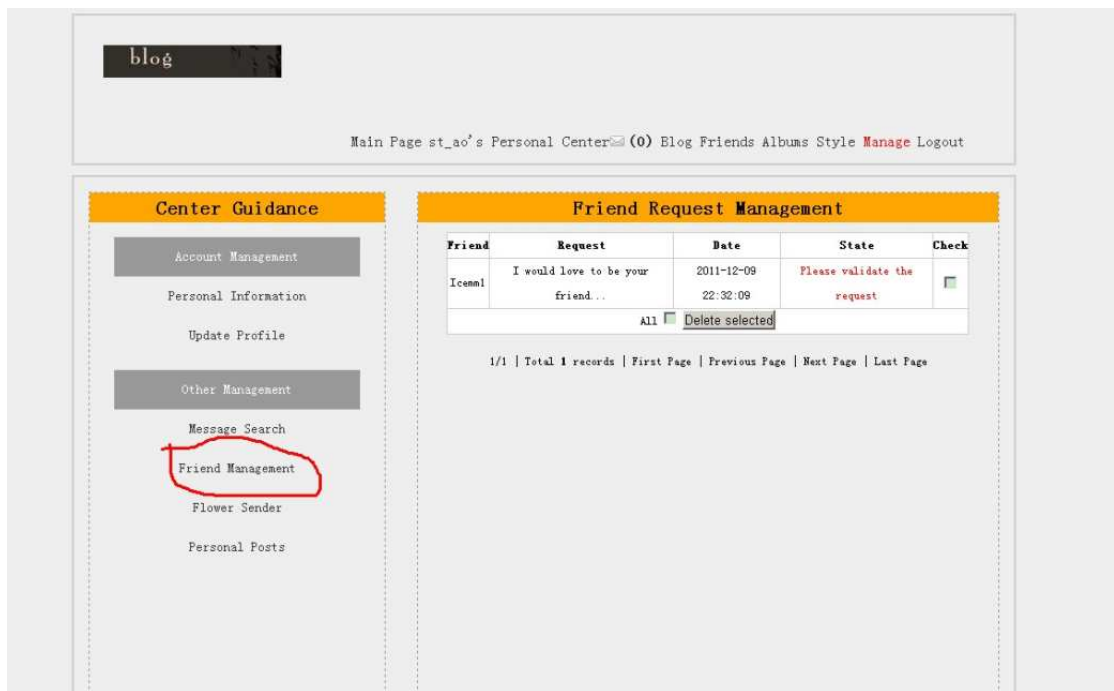 blog
Main Page st_ao's Personal Center (0) Blog Friends Albums Style Manage Logout
Center Guidance
Account Management
Personal Information
Update Profile
Other Management
Message Search
Friend Management
Flower Sender
Personal Posts
Friend Request Management
Friend Request Date State Check
Icemm1 I would love to be your friend... 2011-12-09 22:32:09 Please validate the request
All Delete selected
1/1 | Total 1 records | First Page | Previous Page | Next Page | Last Page